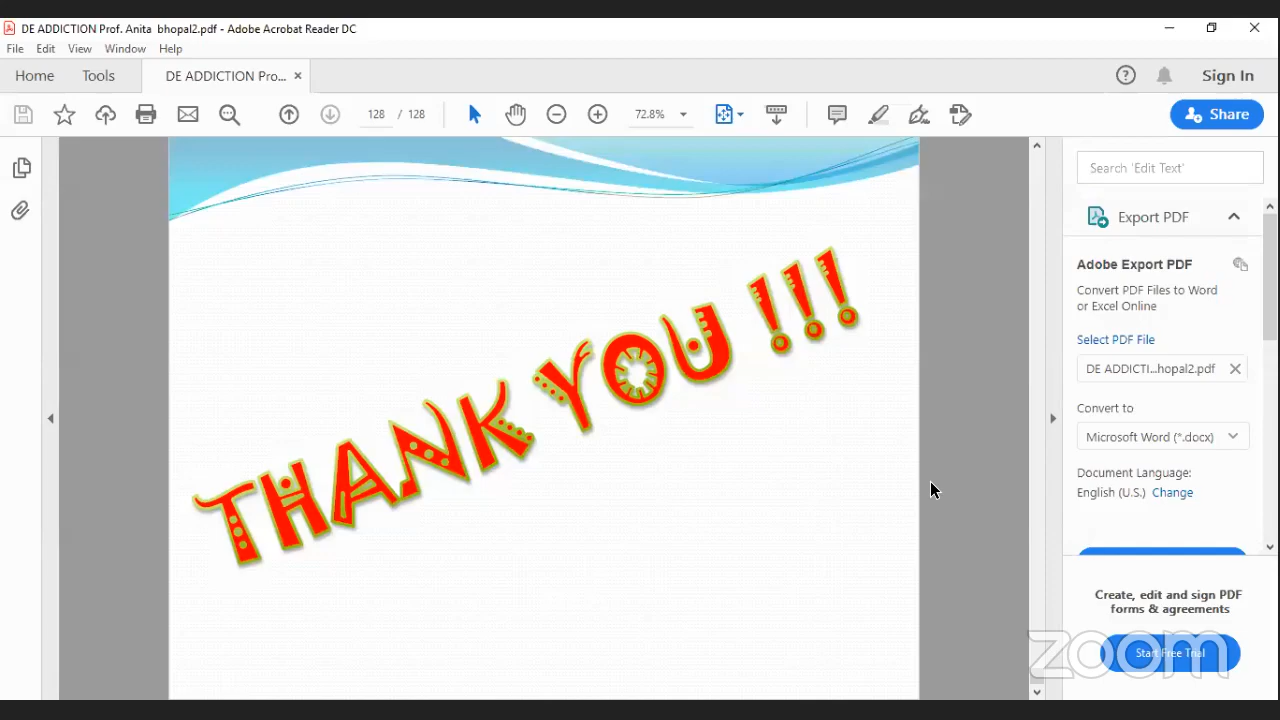 DE ADDICTION Prof. Anita  bhopal2.pdf - Adobe Acrobat Reader DC
File Edit View Window Help
Home Tools DE ADDICTION Pro... × Sign In
128 / 128 72.8% Share
Search 'Edit Text'
Export PDF
Adobe Export PDF
Convert PDF Files to Word
or Excel Online
Select PDF File
DE ADDICTI...hopal2.pdf
Convert to
Microsoft Word (*.docx)
Document Language:
English (U.S.) Change
THANK YOU !!!
Create, edit and sign PDF
forms & agreements
Start Free Trial
zoom